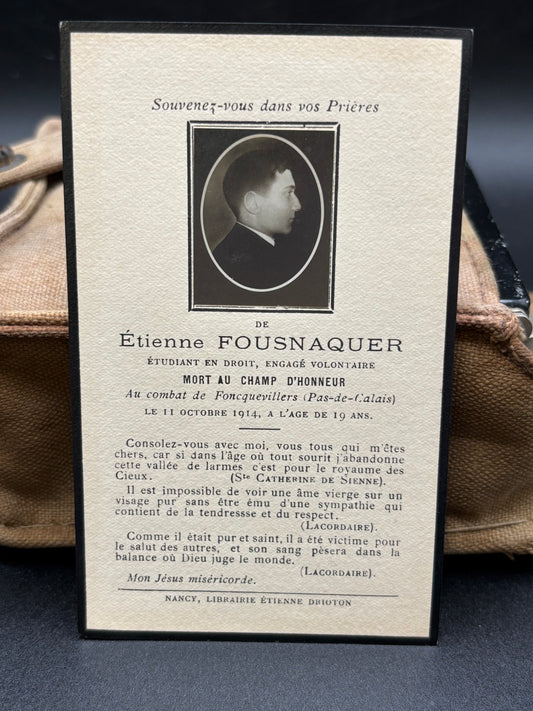 Souvenez-vous dans vos Prières
DE
Étienne FOUSNAQUER
ÉTUDIANT EN DROIT, ENGAGÉ VOLONTAIRE
MORT AU CHAMP D'HONNEUR
Au combat de Foncquevillers (Pas-de-Calais)
LE 11 OCTOBRE 1914, A L'AGE DE 19 ANS.
Consolez-vous avec moi, vous tous qui m'êtes
chers, car si dans l'âge où tout sourit j'abandonne
cette vallée de larmes c'est pour le royaume des
Cieux. (Ste CATHERINE DE SIENNE).
Il est impossible de voir une âme vierge sur un
visage pur sans être ému d'une sympathie qui
contient de la tendressse et du respect.
(LACORDAIRE).
Comme il était pur et saint, il a été victime pour
le salut des autres, et son sang pèsera dans la
balance où Dieu juge le monde.
(LACORDAIRE).
Mon Jésus miséricorde.
NANCY, LIBRAIRIE ÉTIENNE DRIOTON